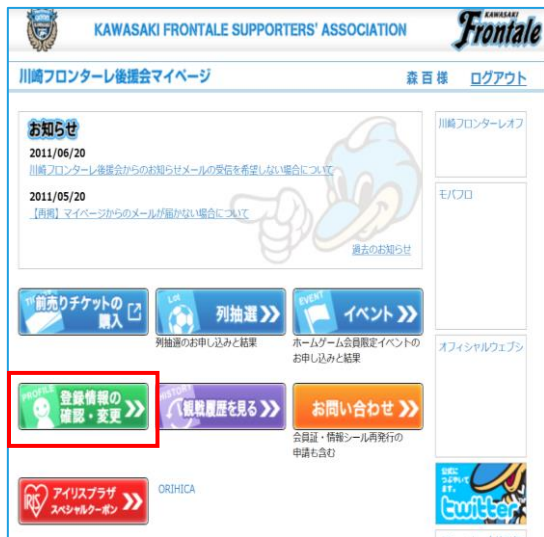 KAWASAKI FRONTALE SUPPORTERS' ASSOCIATION
KAWASAKI
Frontale
川崎フロンターレ後援会マイページ
森 百 様
ログアウト
お知らせ
2011/06/20
川崎フロンターレ後援会からのお知らせメールの受信を希望しない場合について
2011/05/20
【再掲】マイページからのメールが届かない場合について
過去のお知らせ
川崎フロンターレオフ
モバフロ
オフィシャルウェブシ
前売りチケットの
購入
Lot
列抽選
列抽選のお申し込みと結果
EVENT
イベント
ホームゲーム会員限定イベントの
お申し込みと結果
PROFILE
登録情報の
確認・変更
HISTORY
観戦履歴を見る
お問い合わせ
会員証・情報シール再発行の
申請も含む
IRIS
アイリスプラザ
スペシャルクーポン
ORIHICA
公式に
つぶやいて
ます。
twitter